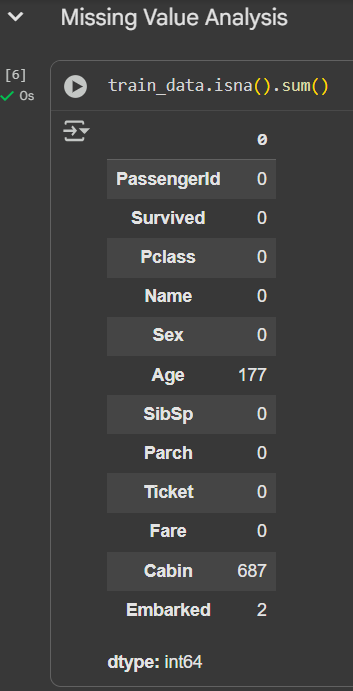 Missing Value Analysis
[6]
0s
train_data.isna().sum()
0
PassengerId 0
Survived 0
Pclass 0
Name 0
Sex 0
Age 177
SibSp 0
Parch 0
Ticket 0
Fare 0
Cabin 687
Embarked 2
dtype: int64